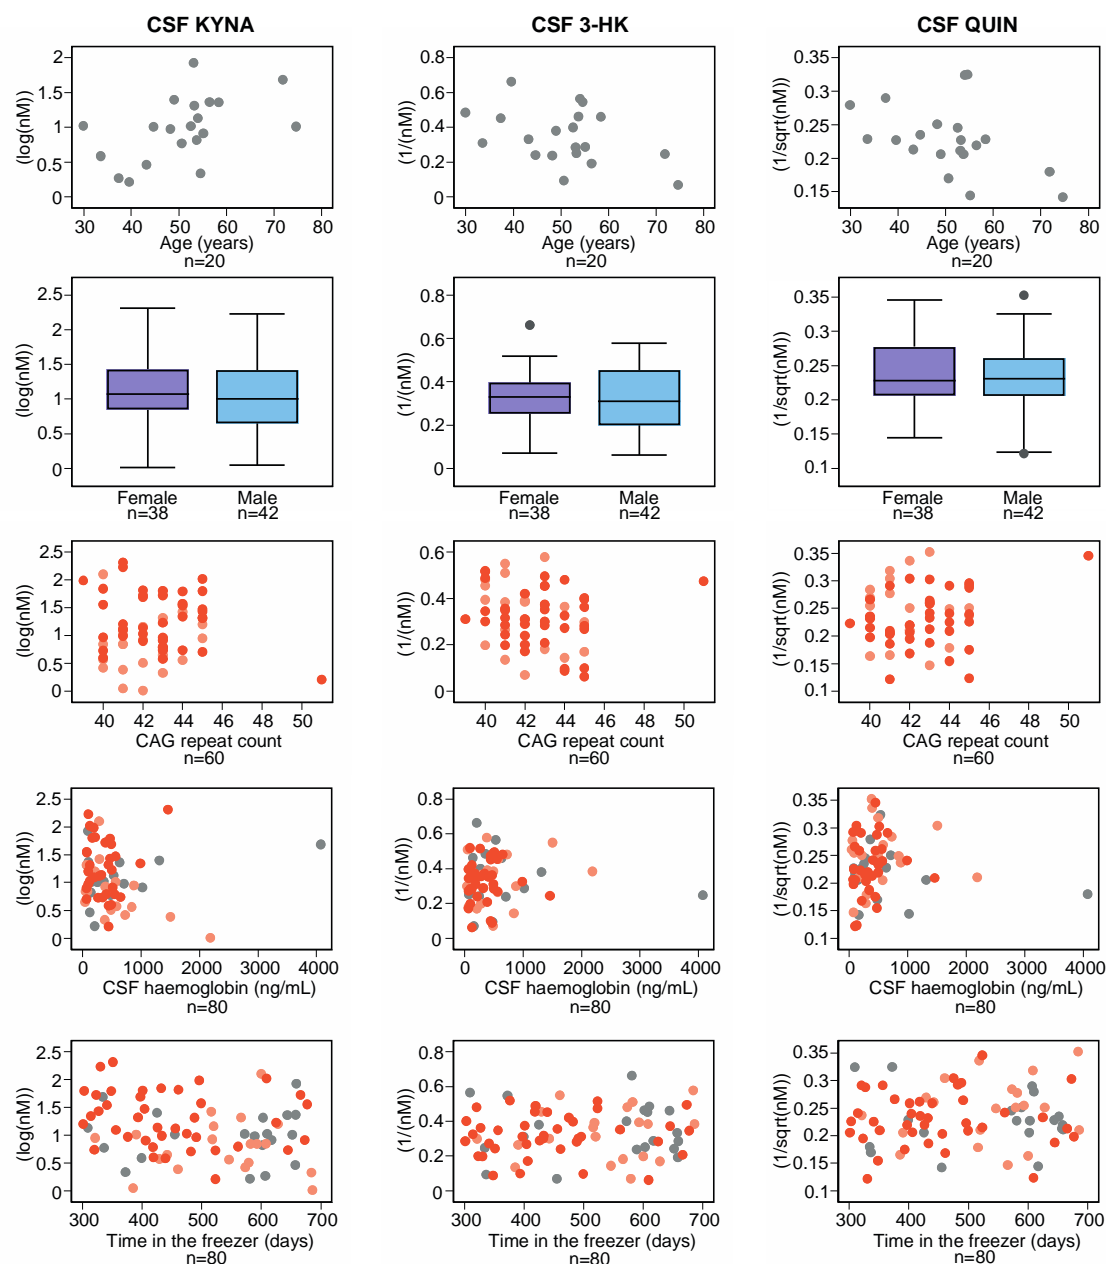 CSF KYNA
CSF 3-HK
CSF QUIN
(log(nM))
2
1.5
1
0.5
0
30 40 50 60 70 80
Age (years)
n=20
(1/(nM))
0.8
0.6
0.4
0.2
0
30 40 50 60 70 80
Age (years)
n=20
(1/sqrt(nM))
0.35
0.3
0.25
0.2
0.15
30 40 50 60 70 80
Age (years)
n=20
(log(nM))
2.5
2
1.5
1
0.5
0
Female Male
n=38 n=42
(1/(nM))
0.8
0.6
0.4
0.2
0
Female Male
n=38 n=42
(1/sqrt(nM))
0.35
0.3
0.25
0.2
0.15
0.1
Female Male
n=38 n=42
(log(nM))
2.5
2
1.5
1
0.5
0
40 42 44 46 48 50
CAG repeat count
n=60
(1/(nM))
0.6
0.4
0.2
0
40 42 44 46 48 50
CAG repeat count
n=60
(1/sqrt(nM))
0.35
0.3
0.25
0.2
0.15
0.1
40 42 44 46 48 50
CAG repeat count
n=60
(log(nM))
2.5
2
1.5
1
0.5
0
0 1000 2000 3000 4000
CSF haemoglobin (ng/mL)
n=80
(1/(nM))
0.8
0.6
0.4
0.2
0
0 1000 2000 3000 4000
CSF haemoglobin (ng/mL)
n=80
(1/sqrt(nM))
0.35
0.3
0.25
0.2
0.15
0.1
0 1000 2000 3000 4000
CSF haemoglobin (ng/mL)
n=80
(log(nM))
2.5
2
1.5
1
0.5
0
300 400 500 600 700
Time in the freezer (days)
n=80
(1/(nM))
0.8
0.6
0.4
0.2
0
300 400 500 600 700
Time in the freezer (days)
n=80
(1/sqrt(nM))
0.35
0.3
0.25
0.2
0.15
0.1
300 400 500 600 700
Time in the freezer (days)
n=80